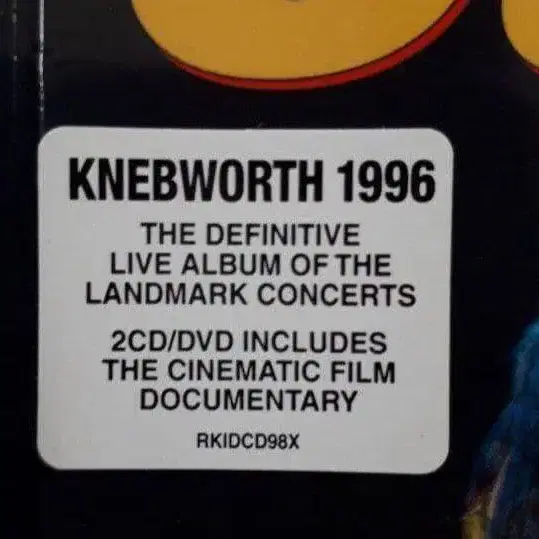 KNEBWORTH 1996
THE DEFINITIVE
LIVE ALBUM OF THE
LANDMARK CONCERTS
2CD/DVD INCLUDES
THE CINEMATIC FILM
DOCUMENTARY
RKIDCD98X